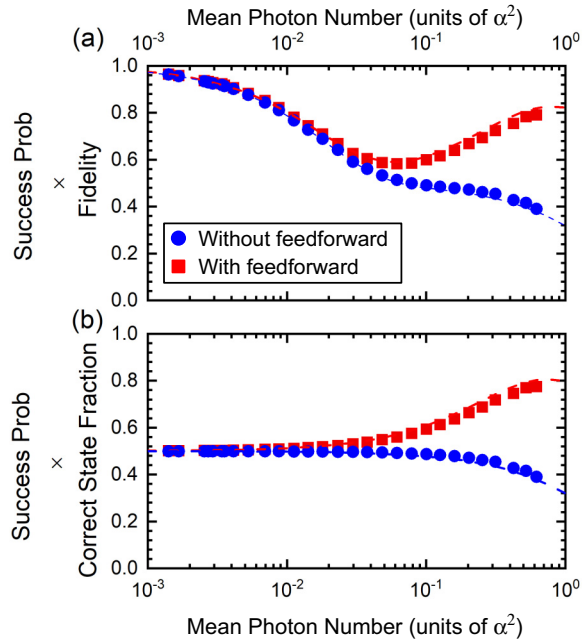 Mean Photon Number (units of α²)
(a)
10⁻³ 10⁻² 10⁻¹ 10⁰
1.0
0.8
0.6
0.4
0.2
0.0
Success Prob
×
Fidelity
Without feedforward
With feedforward
(b)
1.0
0.8
0.6
0.4
0.2
0.0
Success Prob
×
Correct State Fraction
10⁻³ 10⁻² 10⁻¹ 10⁰
Mean Photon Number (units of α²)